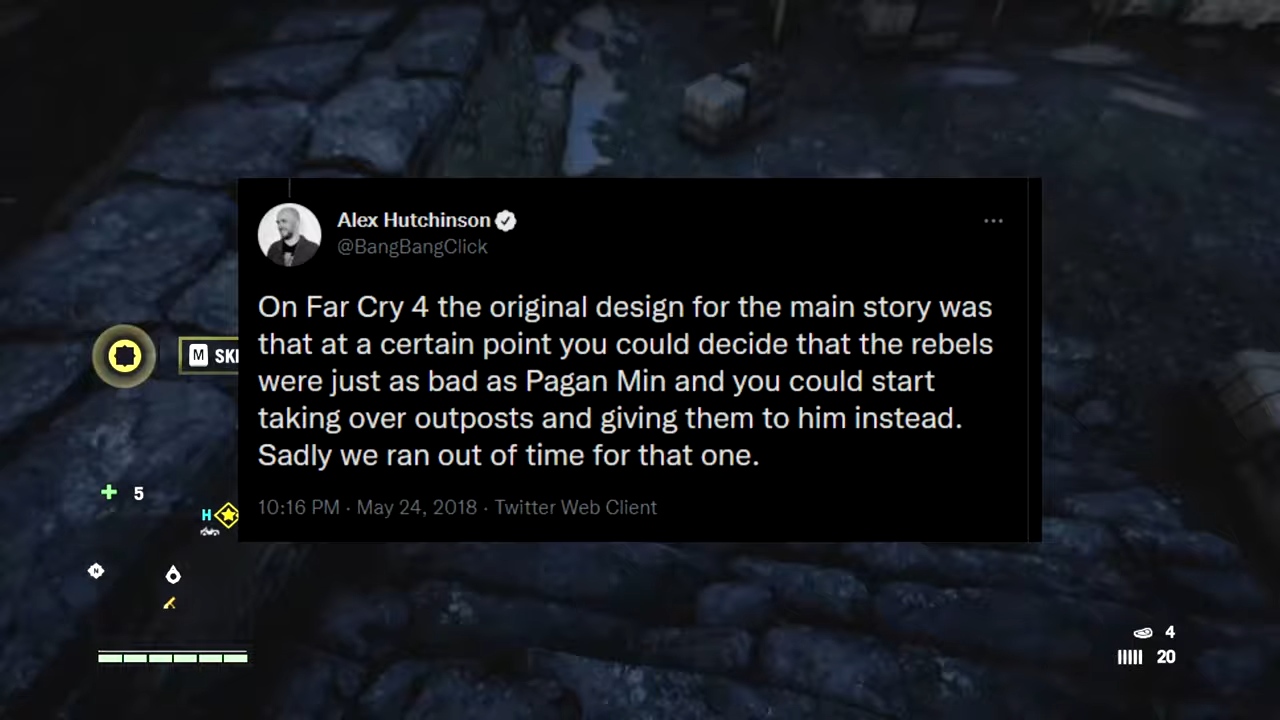 Alex Hutchinson
@BangBangClick
On Far Cry 4 the original design for the main story was
that at a certain point you could decide that the rebels
were just as bad as Pagan Min and you could start
taking over outposts and giving them to him instead.
Sadly we ran out of time for that one.
10:16 PM · May 24, 2018 · Twitter Web Client
M SKI
5
H
N
4
20